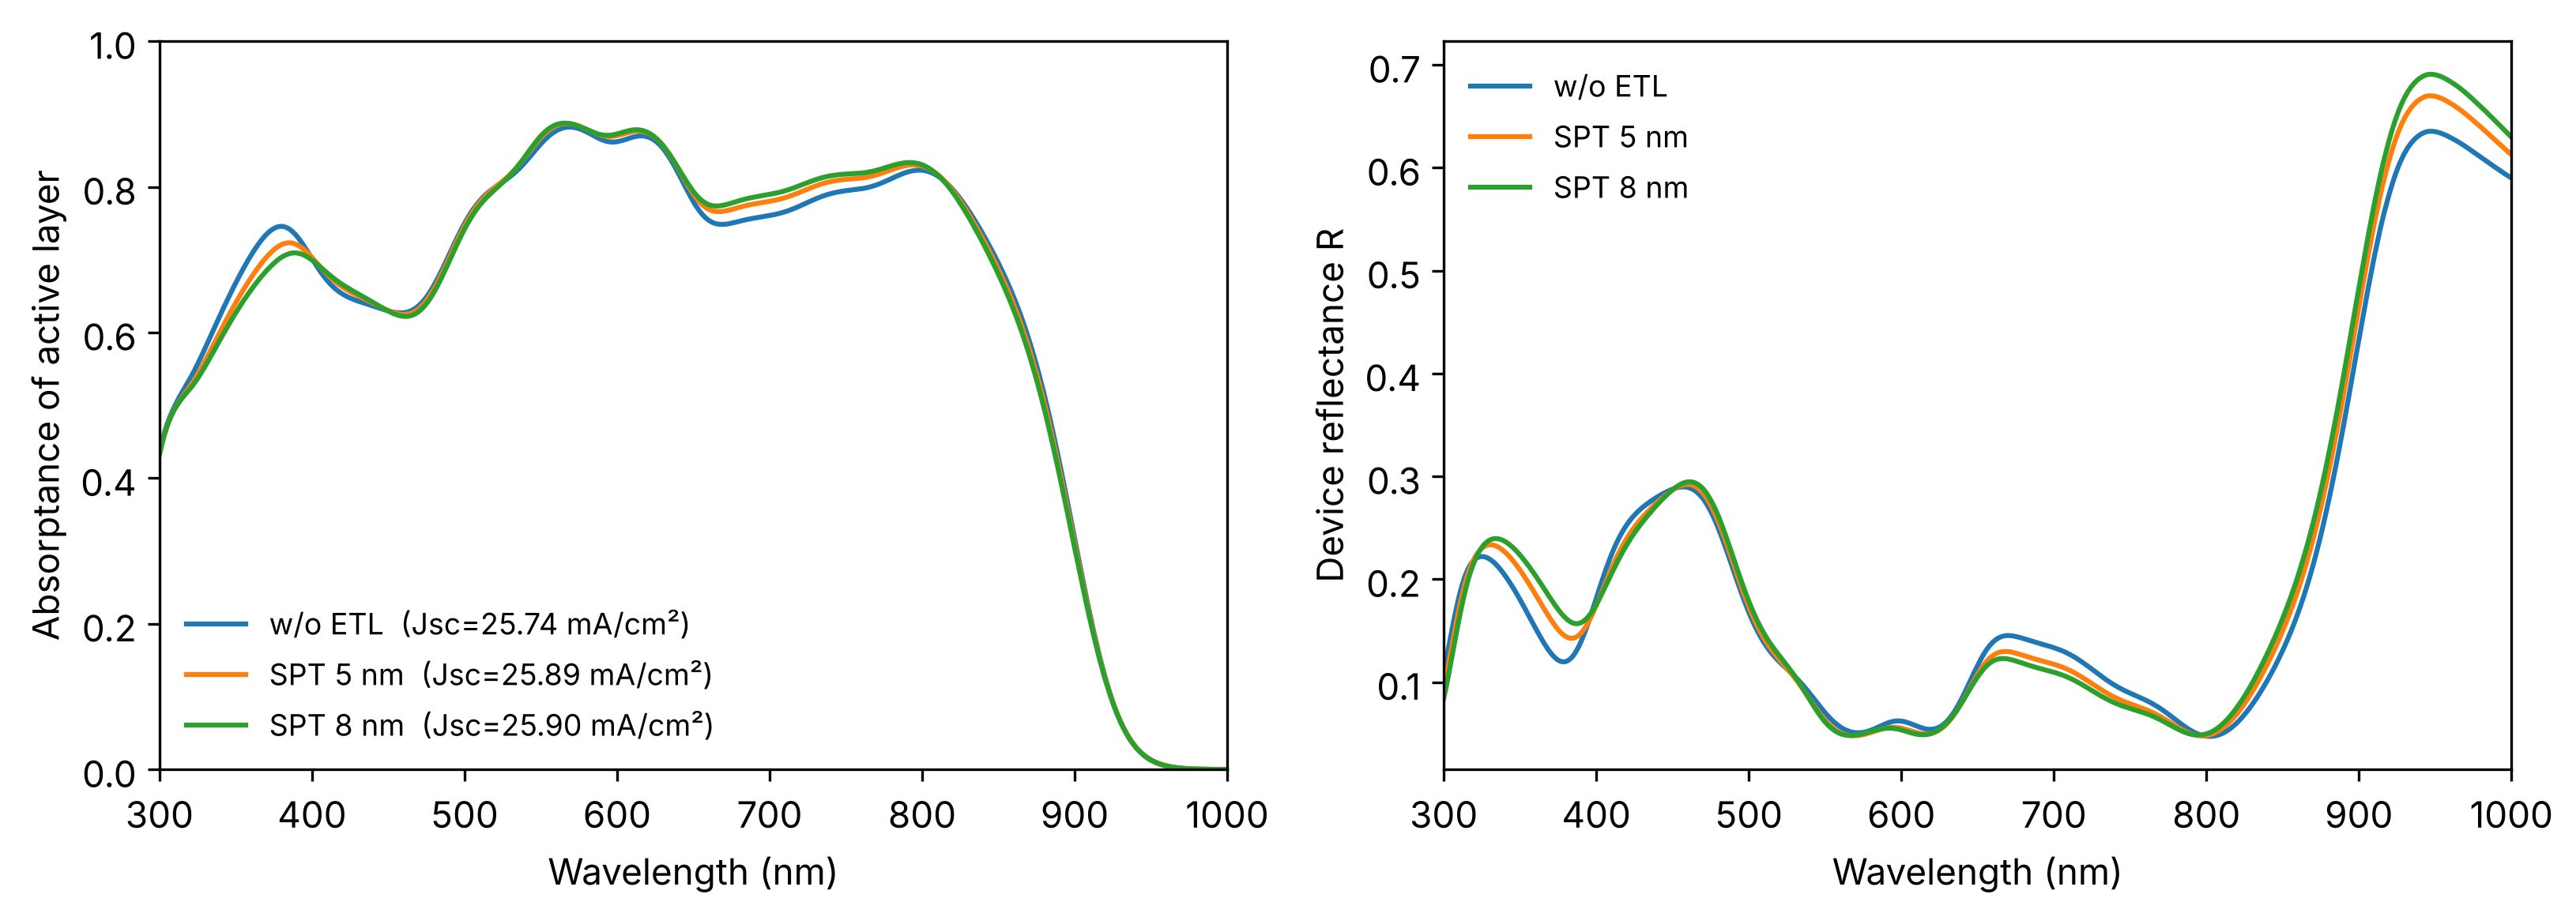 1.0
0.8
0.6
0.4
0.2
0.0
Absorptance of active layer
w/o ETL (Jsc=25.74 mA/cm²)
SPT 5 nm (Jsc=25.89 mA/cm²)
SPT 8 nm (Jsc=25.90 mA/cm²)
300 400 500 600 700 800 900 1000
Wavelength (nm)
0.7
0.6
0.5
0.4
0.3
0.2
0.1
Device reflectance R
w/o ETL
SPT 5 nm
SPT 8 nm
300 400 500 600 700 800 900 1000
Wavelength (nm)